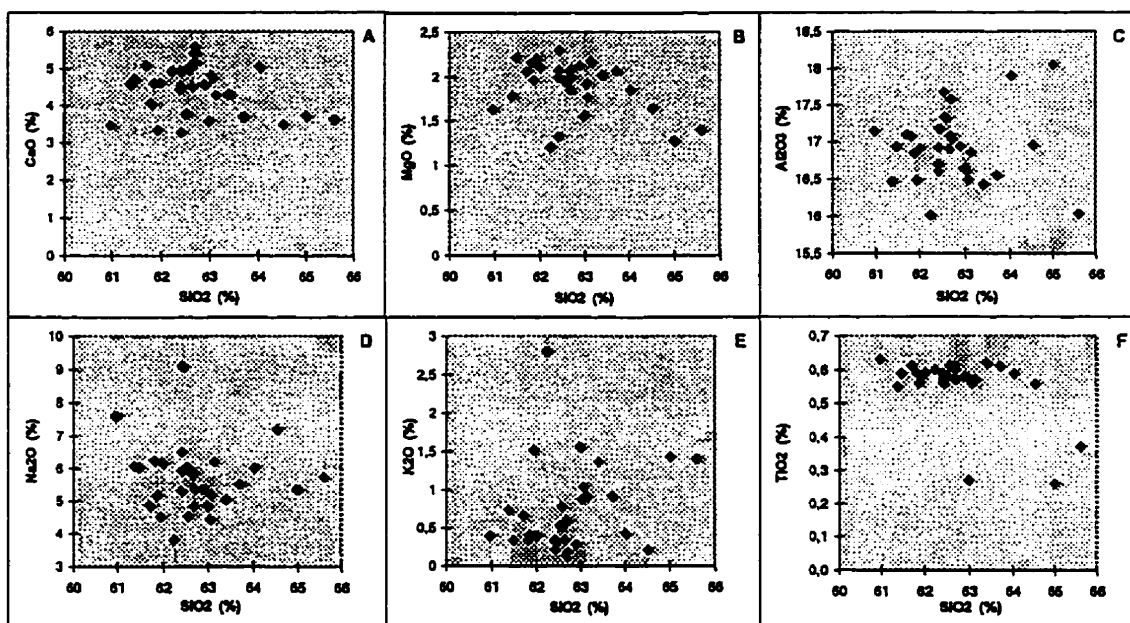 A
CaO (%)
6
5
4
3
2
1
0
60 61 62 63 64 65 66
SiO2 (%)
B
MgO (%)
2,5
2
1,5
1
0,5
0
60 61 62 63 64 65 66
SiO2 (%)
C
Al2O3 (%)
18,5
18
17,5
17
16,5
16
15,5
60 61 62 63 64 65 66
SiO2 (%)
D
Na2O (%)
10
9
8
7
6
5
4
3
60 61 62 63 64 65 66
SiO2 (%)
E
K2O (%)
3
2,5
2
1,5
1
0,5
0
60 61 62 63 64 65 66
SiO2 (%)
F
TiO2 (%)
0,7
0,6
0,5
0,4
0,3
0,2
0,1
0,0
60 61 62 63 64 65 66
SiO2 (%)